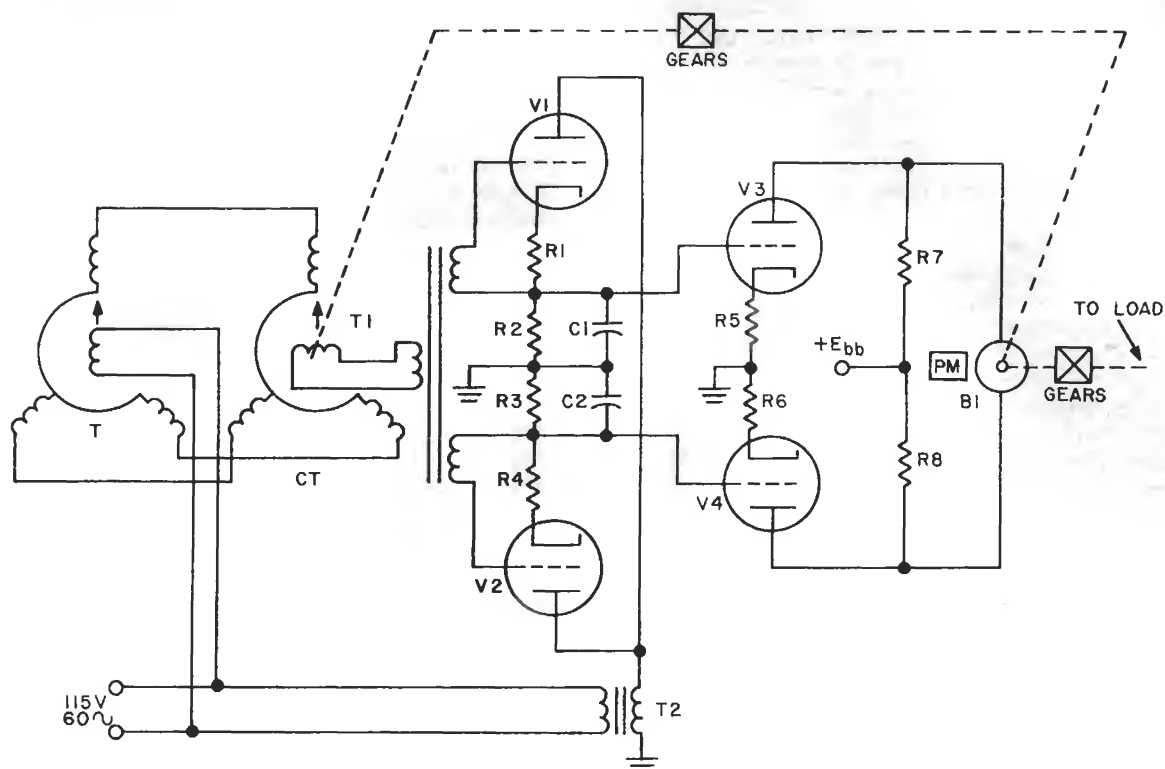 GEARS
V1
V3
R1
R7
T1
R2
C1
R5
TO LOAD
+Ebb
PM
R3
C2
R6
B1
GEARS
T
R8
CT
R4
V4
V2
115V
60~
T2